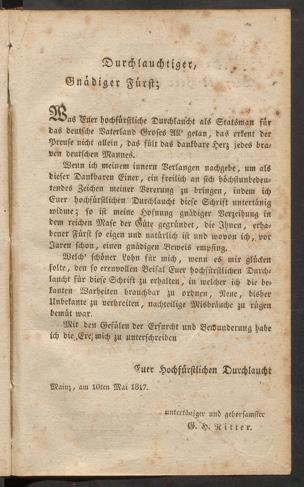 Durchlauchtiger,
Gnädiger Fürst;
Was Euer hochfürstliche Durchlaucht als Statsman für
das deutsche Vaterland Groses All' getan, das erkent der
Preuse nicht allein, das fült das dankbare Herz jedes bra-
ven deutschen Mannes.
Wenn ich meinem innern Verlangen nachgebe, um als
dieser Dankbaren Einer, ein freilich an sich höchstunbedeu-
tendes Zeichen meiner Vererung zu bringen, indem ich
Euer hochfürstlichen Durchlaucht diese Schrift untertänig
widme; so ist meine Hofnung gnädiger Verzeihung in
dem reichen Mase der Güte gegründet, die Ihnen, erha-
bener Fürst so eigen und natürlich ist und wovon ich, vor
Jaren schon, einen gnädigen Beweis empfing.
Welch' schöner Lohn für mich, wenn es mir glücken
solte, den so erenvollen Beifal Euer hochfürstlichen Durch-
laucht für diese Schrift zu erhalten, in welcher ich die be-
kanten Warheiten brauchbar zu ordnen, Neue, bisher
Unbekante zu verbreiten, nachteilige Misbräuche zu rügen
bemüt war.
Mit den Gefülen der Erfurcht und Bewunderung habe
ich die Ere, mich zu unterschreiben
Euer Hochfürstlichen Durchlaucht
Mainz, am 10ten Mai 1817.
untertäniger und gehorsamster
G. H. Ritter.